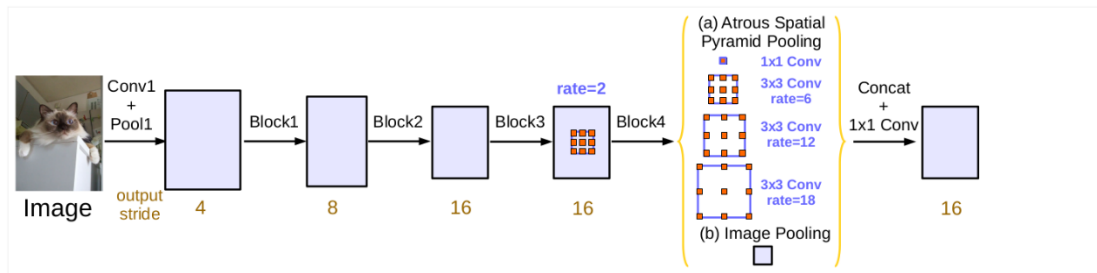 (a) Atrous Spatial
Pyramid Pooling
1x1 Conv
3x3 Conv
rate=6
3x3 Conv
rate=12
3x3 Conv
rate=18
(b) Image Pooling
Conv1
+
Pool1
Block1
Block2
Block3
rate=2
Block4
Concat
+
1x1 Conv
Image
output
stride
4
8
16
16
16